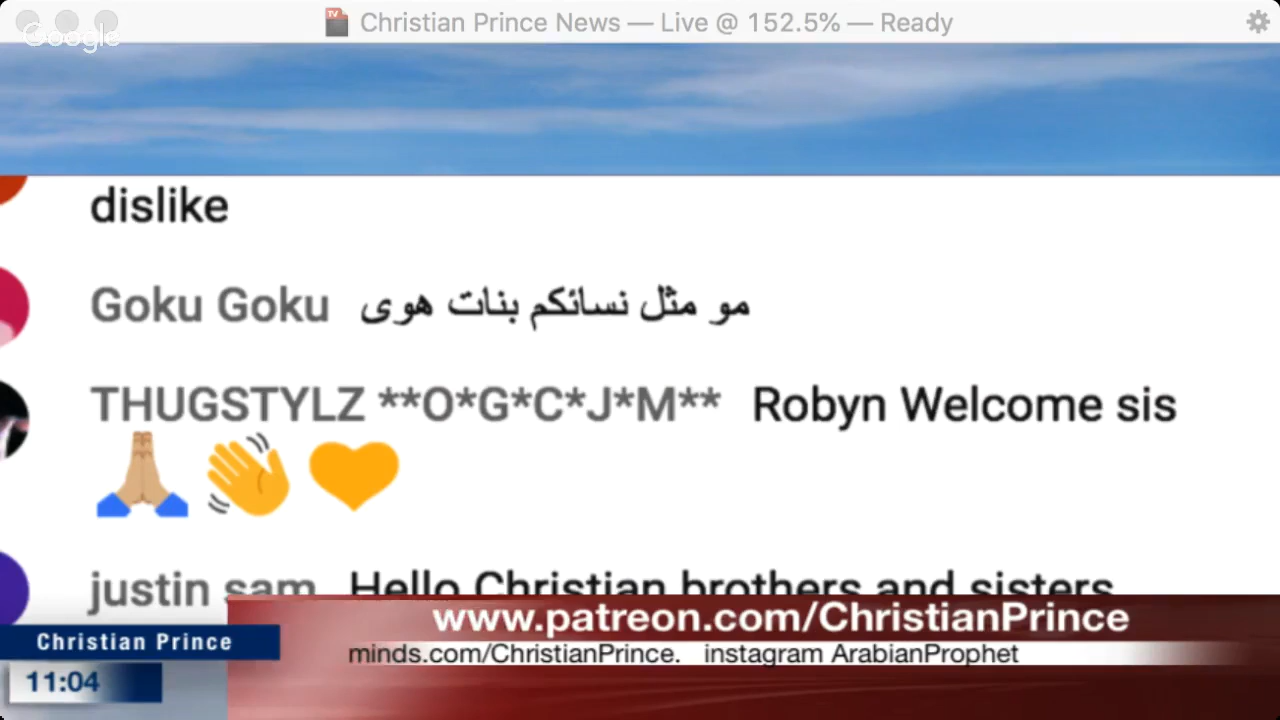 Christian Prince News — Live @ 152.5% — Ready
Google
dislike
Goku Goku مو مثل نسائكم بنات هوى
THUGSTYLZ **O*G*C*J*M** Robyn Welcome sis
🙏🏼 👋 🧡
justin sam Hello Christian brothers and sisters
www.patreon.com/ChristianPrince
Christian Prince
minds.com/ChristianPrince. instagram ArabianProphet
11:04